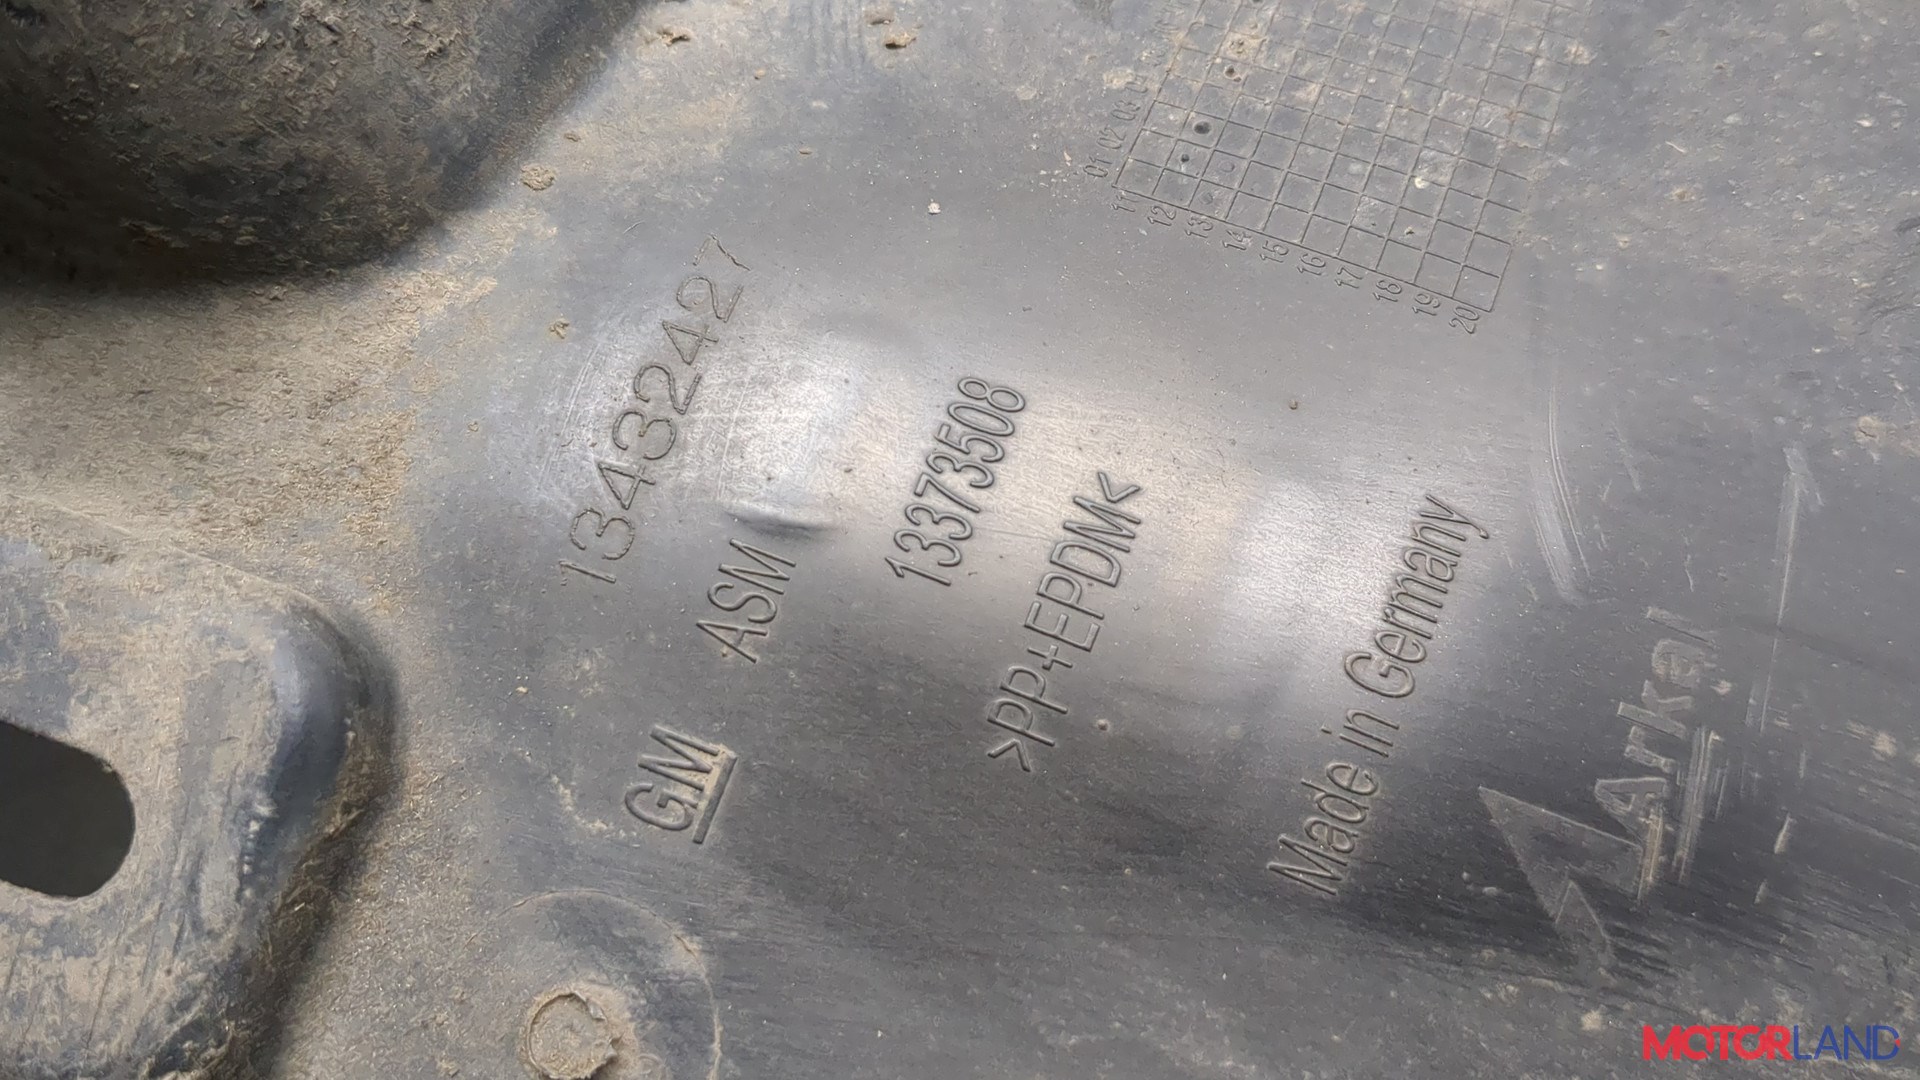 13432427
GM ASM
13373508
>PP+EPDM<
Made in Germany
Arkal
01 02 03
11 12 13 14 15 16 17 18 19 20
MOTORLAND